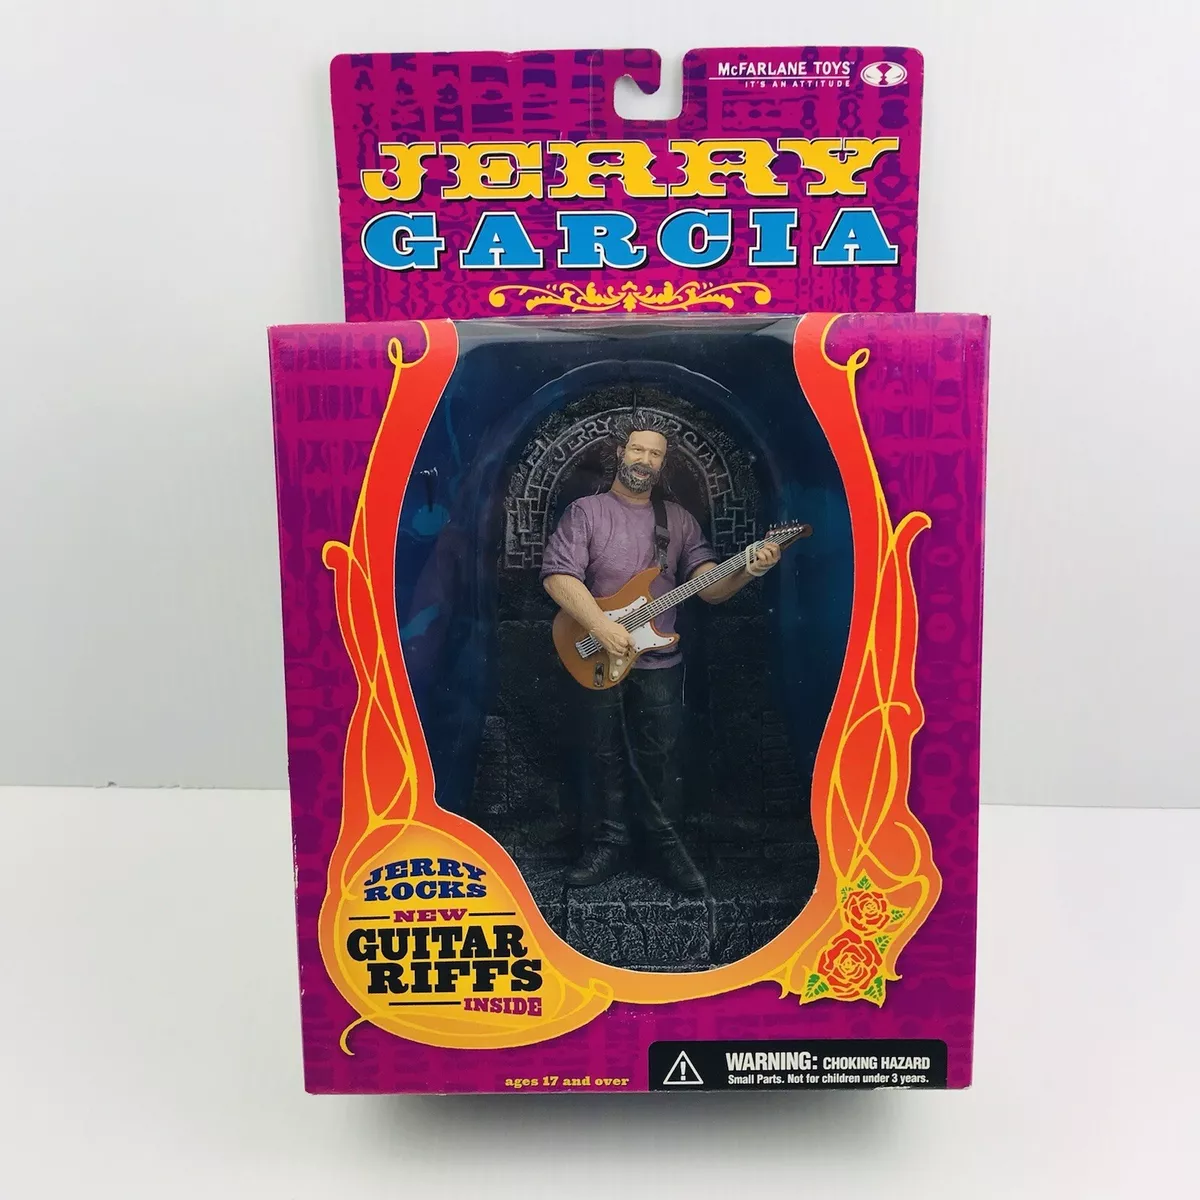 McFARLANE TOYS™
IT'S AN ATTITUDE
JERRY
GARCIA
JERRY GARCIA
JERRY
ROCKS
NEW
GUITAR
RIFFS
INSIDE
ages 17 and over
WARNING: CHOKING HAZARD
Small Parts. Not for children under 3 years.